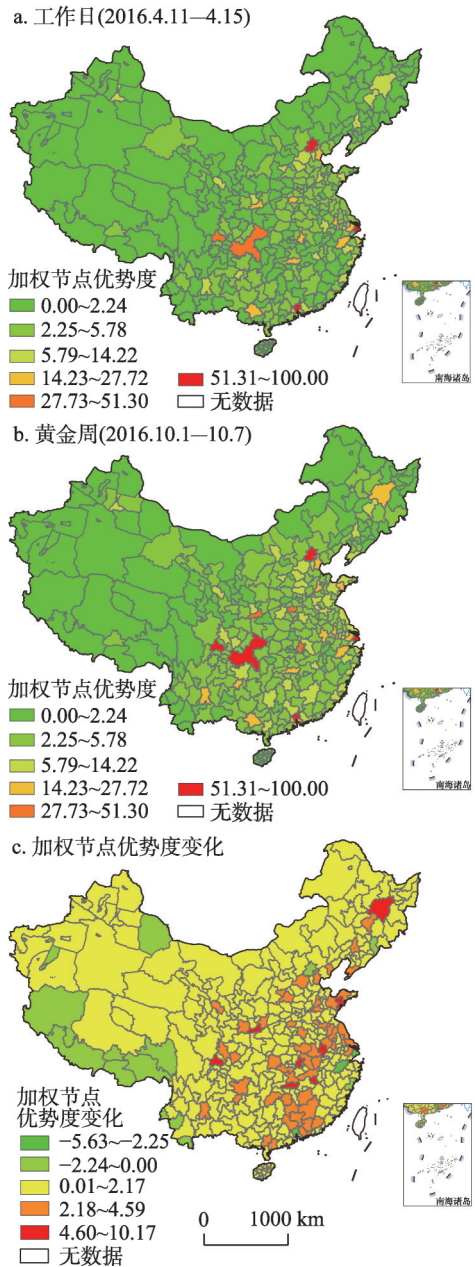 a. 工作日(2016.4.11—4.15)
加权节点优势度
0.00~2.24
2.25~5.78
5.79~14.22
14.23~27.72
27.73~51.30
51.31~100.00
无数据
南海诸岛
b. 黄金周(2016.10.1—10.7)
加权节点优势度
0.00~2.24
2.25~5.78
5.79~14.22
14.23~27.72
27.73~51.30
51.31~100.00
无数据
南海诸岛
c. 加权节点优势度变化
加权节点
优势度变化
−5.63~−2.25
−2.24~0.00
0.01~2.17
2.18~4.59
4.60~10.17
无数据
0 1000 km
南海诸岛